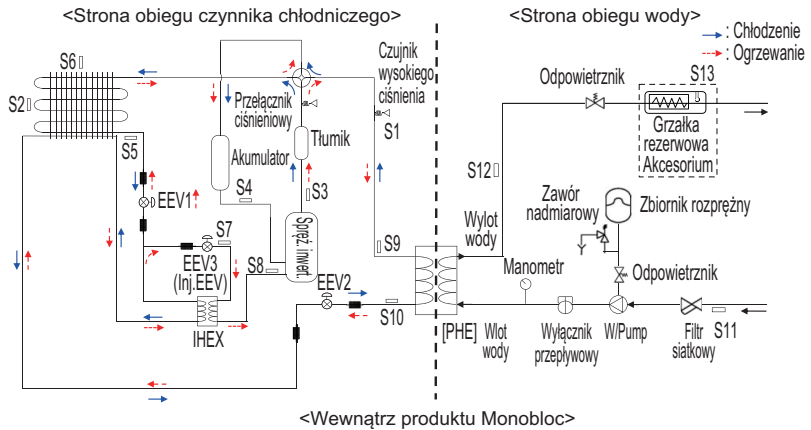 <Strona obiegu czynnika chłodniczego>
<Strona obiegu wody>
: Chłodzenie
: Ogrzewanie
S6
S2
S5
Przełącznik
ciśnieniowy
Czujnik
wysokiego
ciśnienia
S1
Tłumik
Akumulator
S4
S3
EEV1
S7
EEV3
(Inj.EEV)
S8
Spręż. inwert.
EEV2
IHEX
S9
S10
[PHE]
Odpowietrznik
S13
Grzałka
rezerwowa
Akcesorium
S12
Wylot
wody
Zawór
nadmiarowy
Zbiornik rozprężny
Manometr
Odpowietrznik
Wlot
wody
Wyłącznik
przepływowy
W/Pump
Filtr
siatkowy
S11
<Wewnątrz produktu Monobloc>